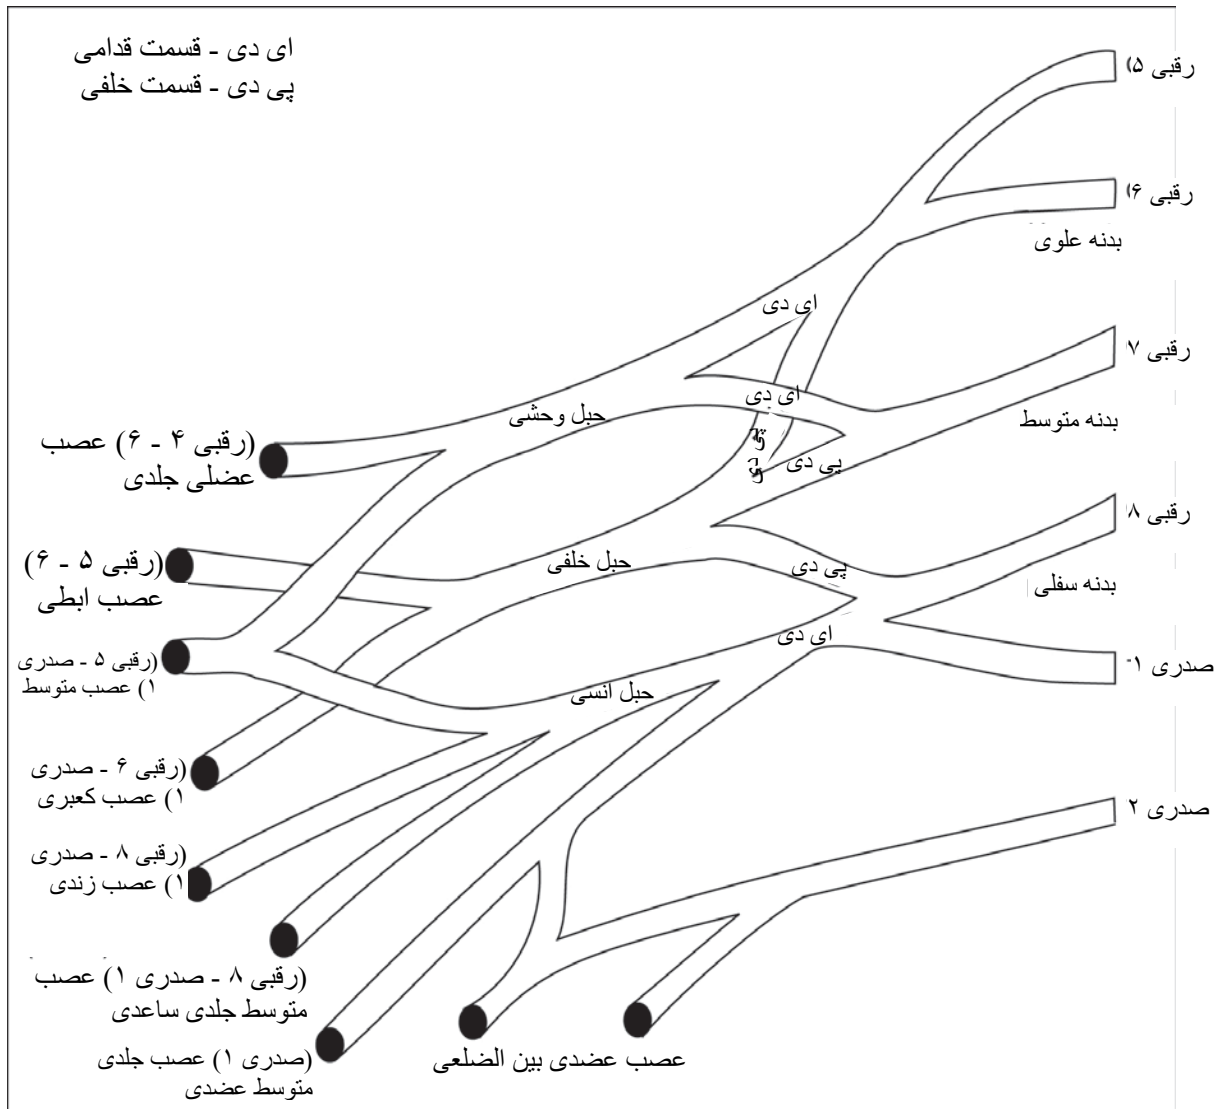 ای دی - قسمت قدامی
پی دی - قسمت خلفی
رقبی ۵
رقبی ۶
بدنه علوی
ای دی
رقبی ۷
ای دی
حبل وحشی
بدنه متوسط
پی دی
پی دی
(رقبی ۴ - ۶) عصب
عضلی جلدی
رقبی ۸
حبل خلفی
پی دی
بدنه سفلی
(رقبی ۵ - ۶)
عصب ابطی
ای دی
صدری ۱
(رقبی ۵ - صدری
۱) عصب متوسط
حبل انسی
(رقبی ۶ - صدری
۱) عصب کعبری
صدری ۲
(رقبی ۸ - صدری
۱) عصب زندی
(رقبی ۸ - صدری ۱) عصب
متوسط جلدی ساعدی
(صدری ۱) عصب جلدی
متوسط عضدی
عصب عضدی بین الضلعی